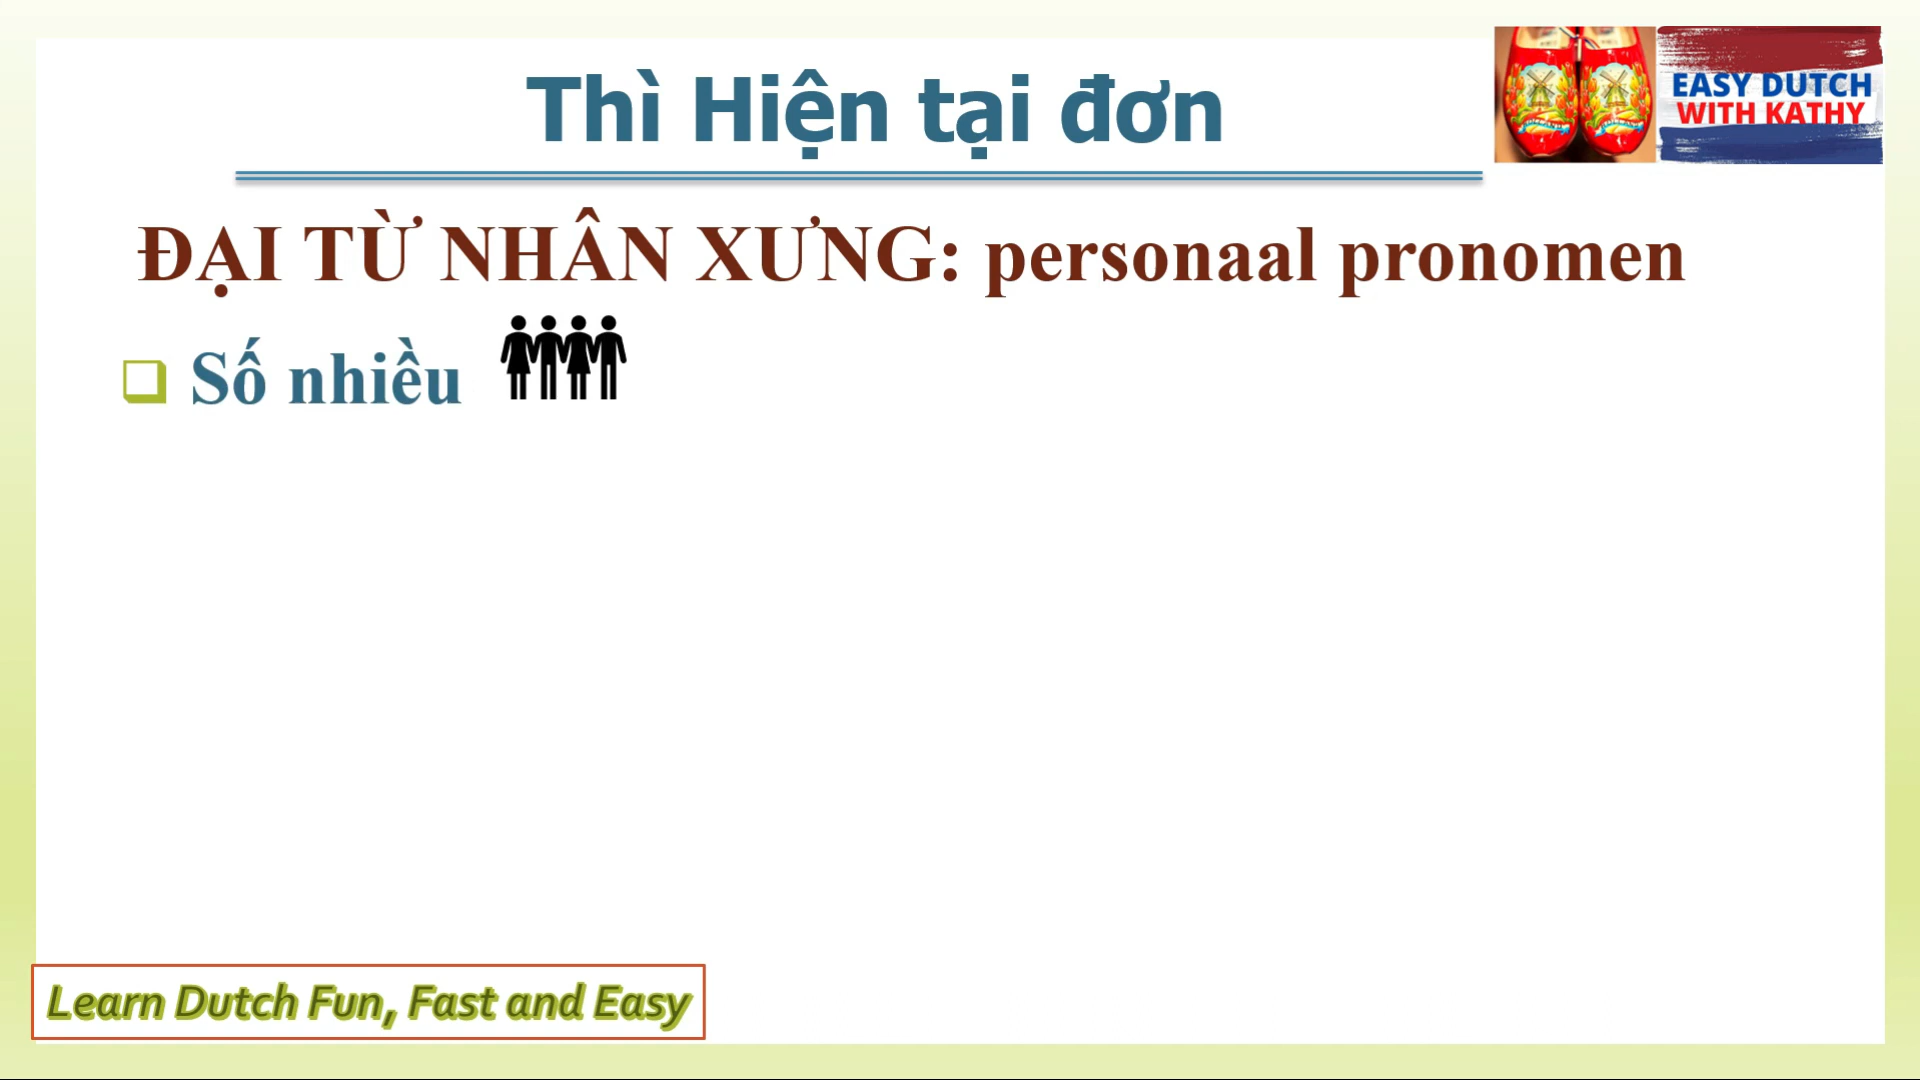 Thì Hiện tại đơn
EASY DUTCH
WITH KATHY
ĐẠI TỪ NHÂN XƯNG: personaal pronomen
Số nhiều
Learn Dutch Fun, Fast and Easy